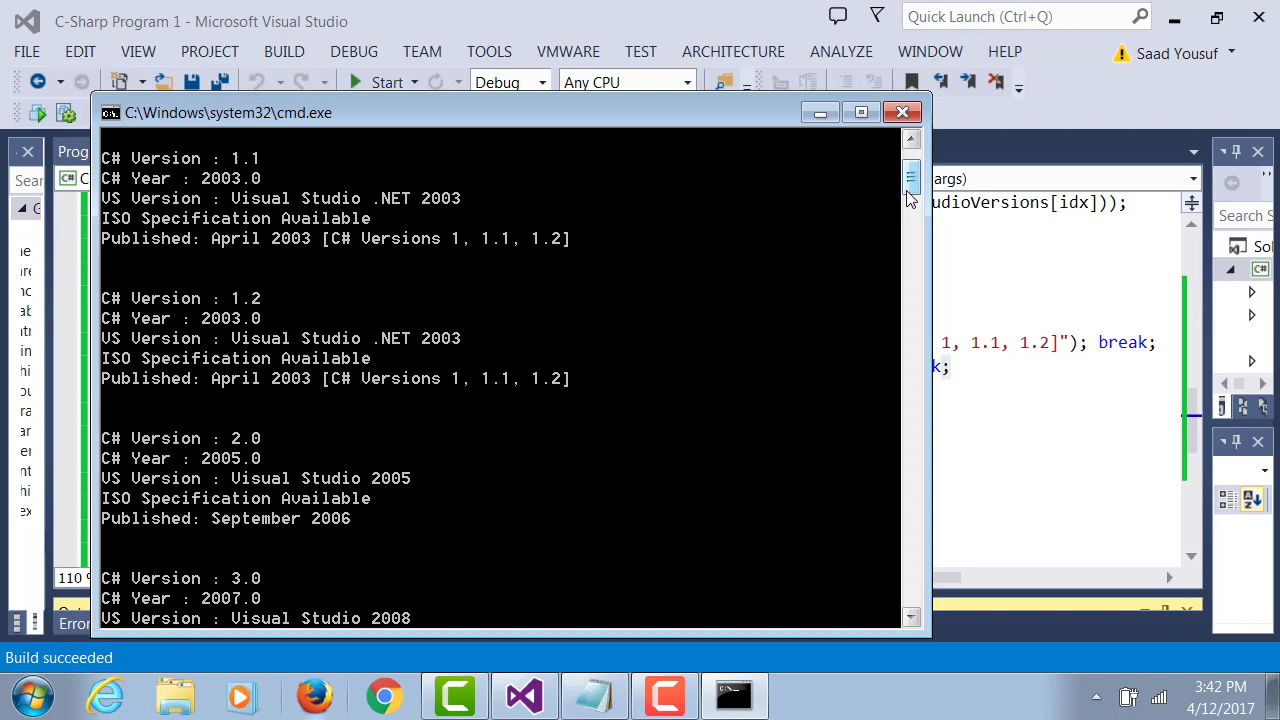 C-Sharp Program 1 - Microsoft Visual Studio
Quick Launch (Ctrl+Q)
FILE EDIT VIEW PROJECT BUILD DEBUG TEAM TOOLS VMWARE TEST ARCHITECTURE ANALYZE WINDOW HELP
Saad Yousuf
Start Debug Any CPU
C:\Windows\system32\cmd.exe
C# Version : 1.1
C# Year : 2003.0
VS Version : Visual Studio .NET 2003
ISO Specification Available
Published: April 2003 [C# Versions 1, 1.1, 1.2]
C# Version : 1.2
C# Year : 2003.0
VS Version : Visual Studio .NET 2003
ISO Specification Available
Published: April 2003 [C# Versions 1, 1.1, 1.2]
C# Version : 2.0
C# Year : 2005.0
VS Version : Visual Studio 2005
ISO Specification Available
Published: September 2006
C# Version : 3.0
C# Year : 2007.0
VS Version : Visual Studio 2008
Sear
Prog
C#
args)
udioVersions[idx]));
1, 1.1, 1.2]"); break;
k;
Search S
Sol
C#
110 %
Error
Build succeeded
3:42 PM
4/12/2017